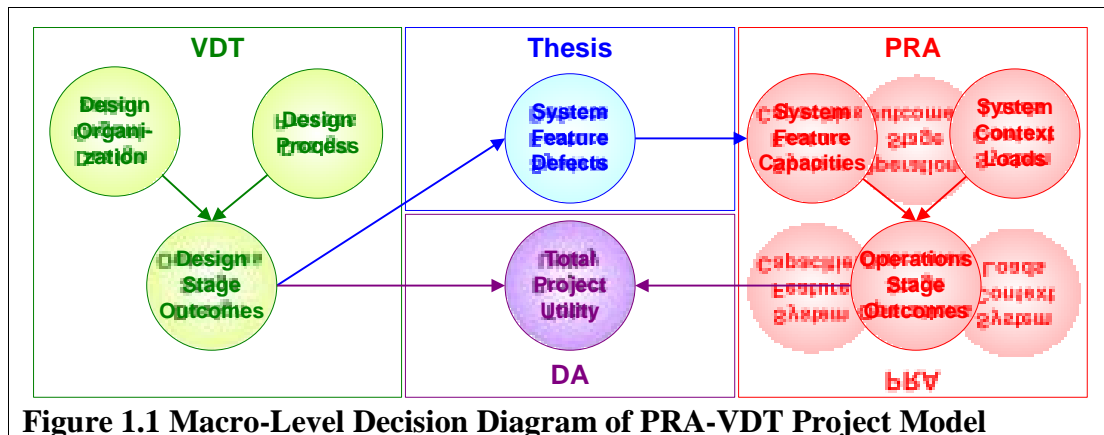 VDT
Thesis
PRA
Design
Organi-
zation
Design
Process
System
Feature
Defects
System
Feature
Capacities
System
Context
Loads
Design
Stage
Outcomes
Total
Project
Utility
Operations
Stage
Outcomes
DA
Figure 1.1 Macro-Level Decision Diagram of PRA-VDT Project Model